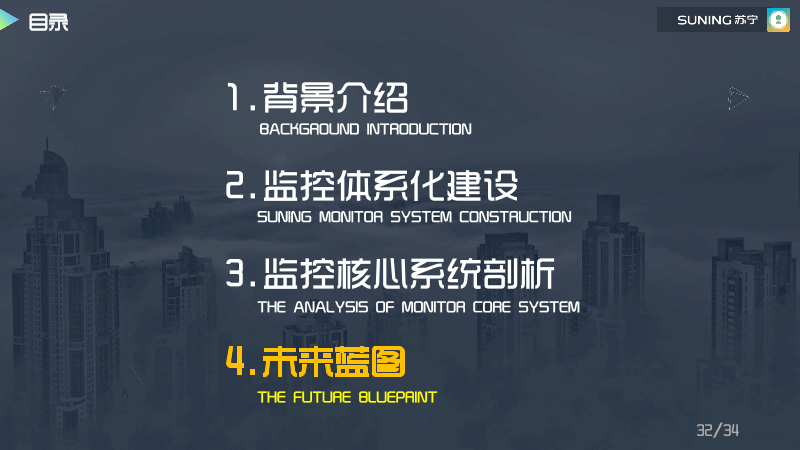 目录
SUNING 苏宁
1.背景介绍
BACKGROUND INTRODUCTION
2.监控体系化建设
SUNING MONITOR SYSTEM CONSTRUCTION
3.监控核心系统剖析
THE ANALYSIS OF MONITOR CORE SYSTEM
4.未来蓝图
THE FUTURE BLUEPRINT
32/34